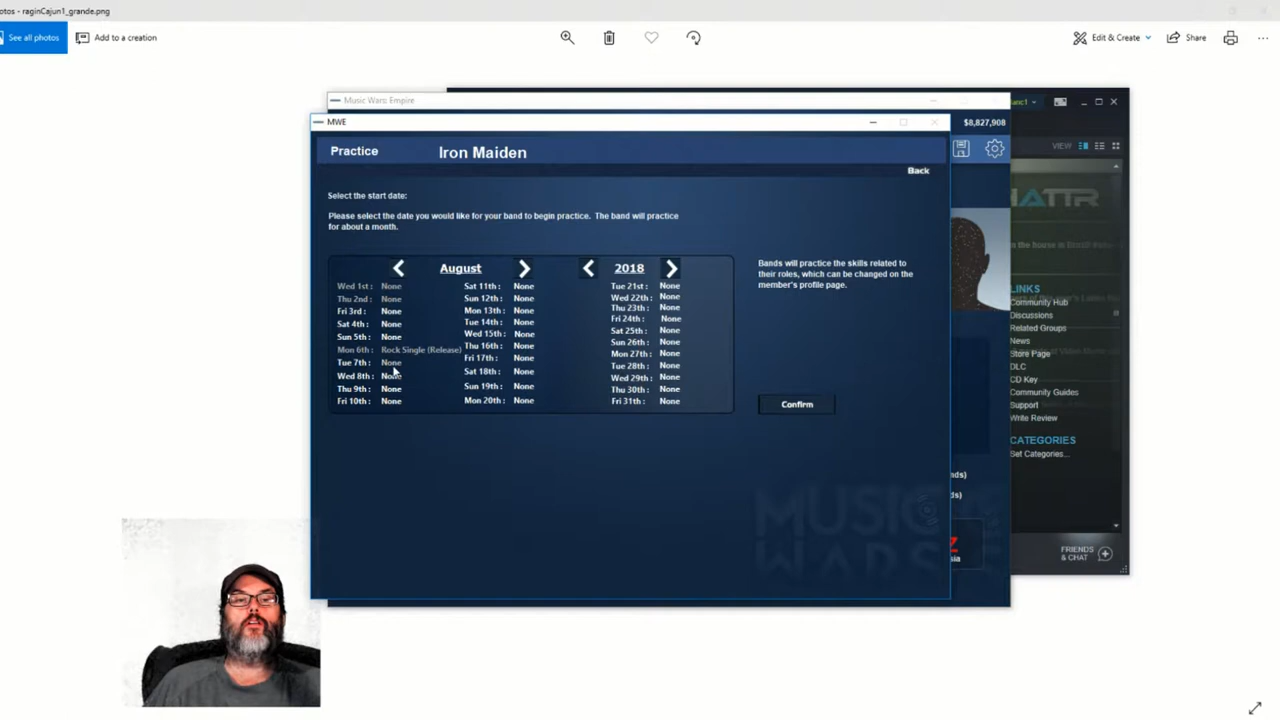 otos - raginCajun1_grande.png
See all photos
Add to a creation
Edit & Create
Share
Music Wars: Empire
MWE
$8,827,908
VIEW
Practice
Iron Maiden
Back
Select the start date:
Please select the date you would like for your band to begin practice. The band will practice
for about a month.
August
2018
Wed 1st : None
Thu 2nd : None
Fri 3rd : None
Sat 4th : None
Sun 5th : None
Mon 6th : Rock Single (Release)
Tue 7th : None
Wed 8th : None
Thu 9th : None
Fri 10th : None
Sat 11th : None
Sun 12th : None
Mon 13th : None
Tue 14th : None
Wed 15th : None
Thu 16th : None
Fri 17th : None
Sat 18th : None
Sun 19th : None
Mon 20th : None
Tue 21st : None
Wed 22th : None
Thu 23th : None
Fri 24th : None
Sat 25th : None
Sun 26th : None
Mon 27th : None
Tue 28th : None
Wed 29th : None
Thu 30th : None
Fri 31th : None
Bands will practice the skills related to
their roles, which can be changed on the
member's profile page.
Confirm
MUSIC
WARS
LINKS
Community Hub
Discussions
Related Groups
News
Store Page
DLC
CD Key
Community Guides
Support
Write Review
CATEGORIES
Set Categories...
FRIENDS
& CHAT